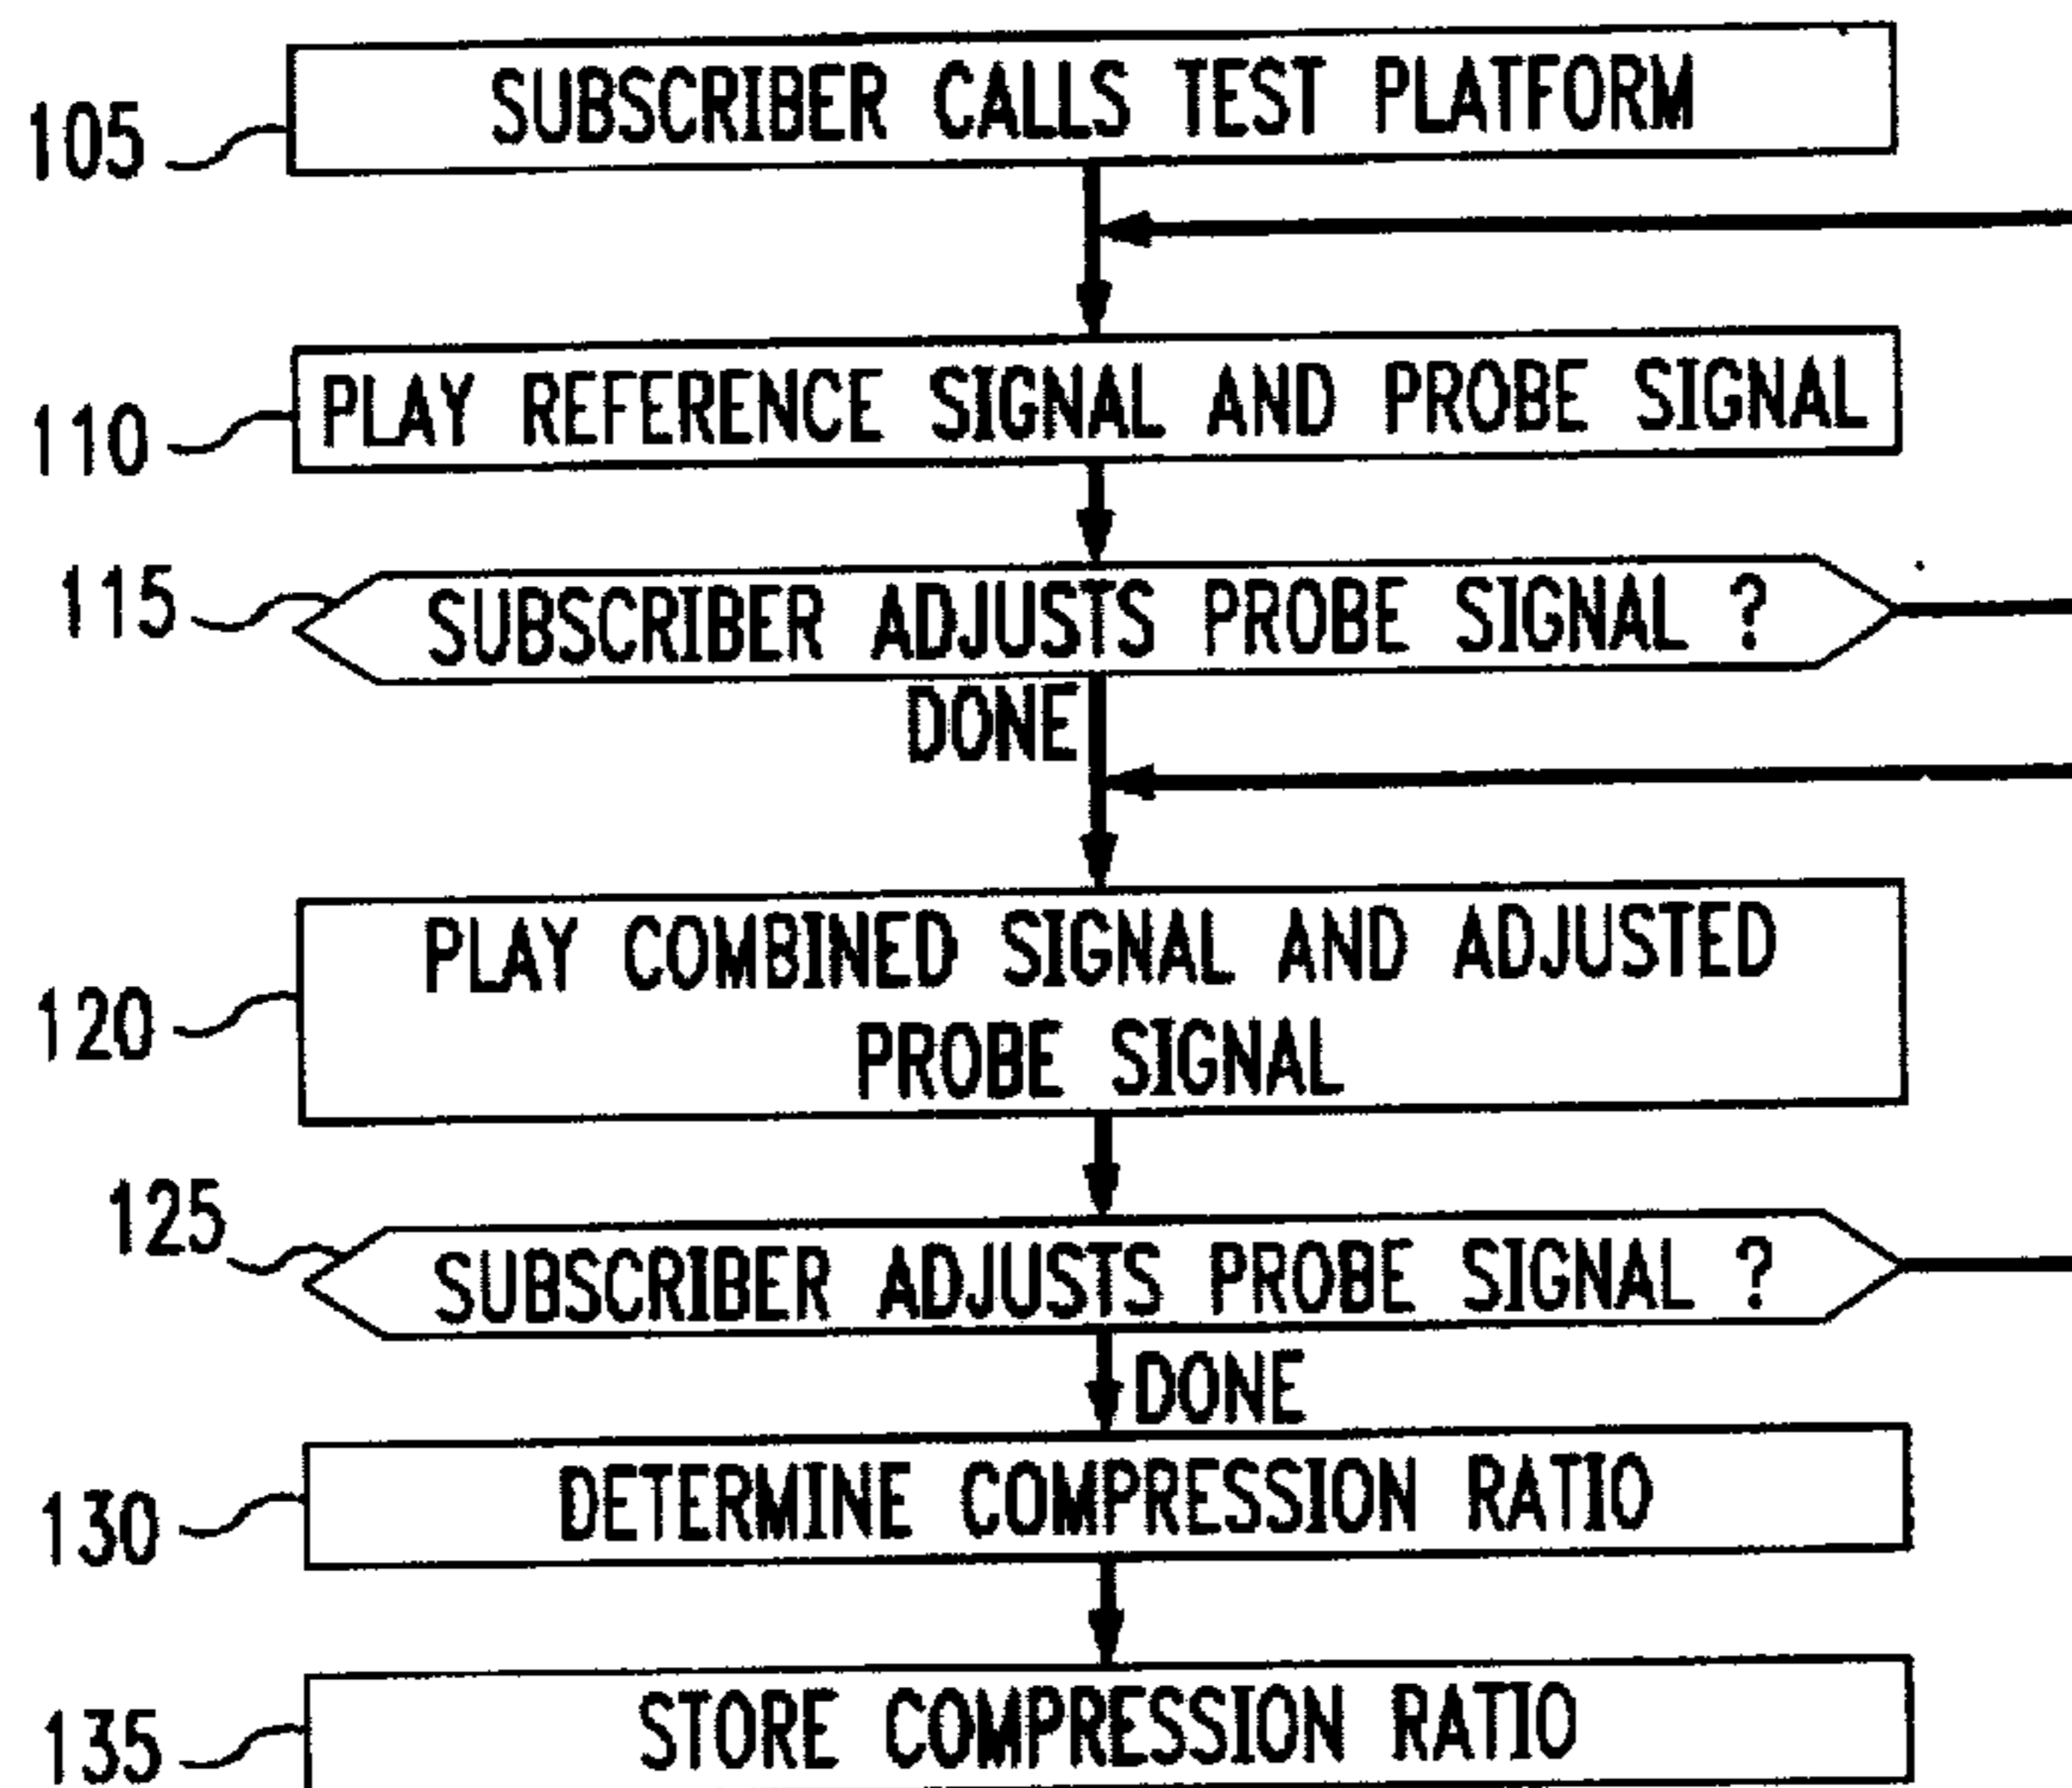 105
SUBSCRIBER CALLS TEST PLATFORM
110
PLAY REFERENCE SIGNAL AND PROBE SIGNAL
115
SUBSCRIBER ADJUSTS PROBE SIGNAL ?
DONE
120
PLAY COMBINED SIGNAL AND ADJUSTED
PROBE SIGNAL
125
SUBSCRIBER ADJUSTS PROBE SIGNAL ?
DONE
130
DETERMINE COMPRESSION RATIO
135
STORE COMPRESSION RATIO